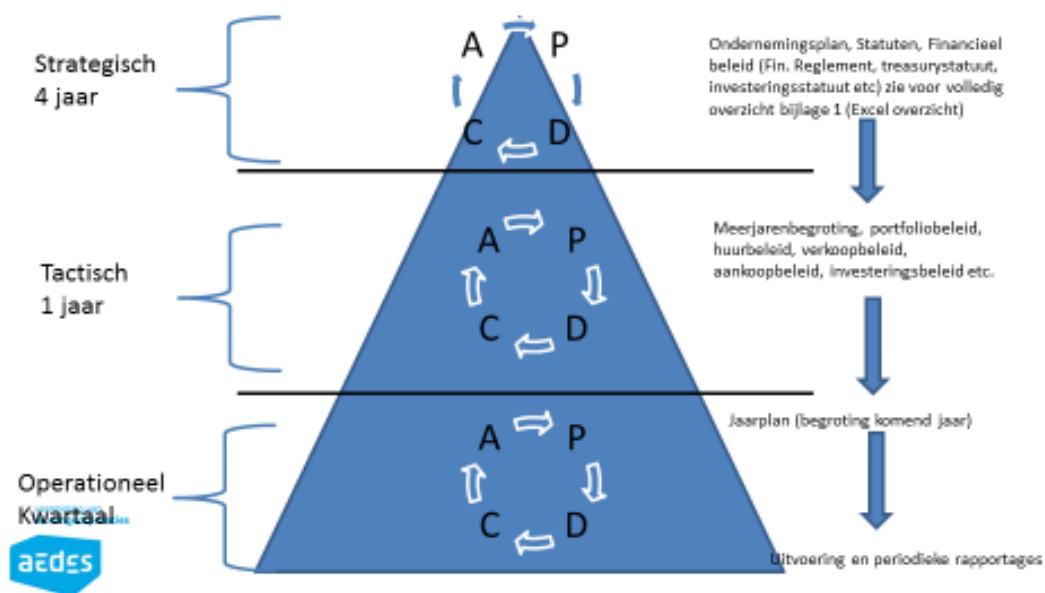 Strategisch
4 jaar
A P
C D
Ondernemingsplan, Statuten, Financieel
beleid (Fin. Reglement, treasurystatuut,
investeringsstatuut etc) zie voor volledig
overzicht bijlage 1 (Excel overzicht)
Tactisch
1 jaar
A P
C D
Meerjarenbegroting, portfoliobeleid,
huurbeleid, verkoopbeleid,
aankoopbeleid, investeringsbeleid etc.
Operationeel
Kwartaal
A P
C D
Jaarplan (begroting komend jaar)
Uitvoering en periodieke rapportages
aedes